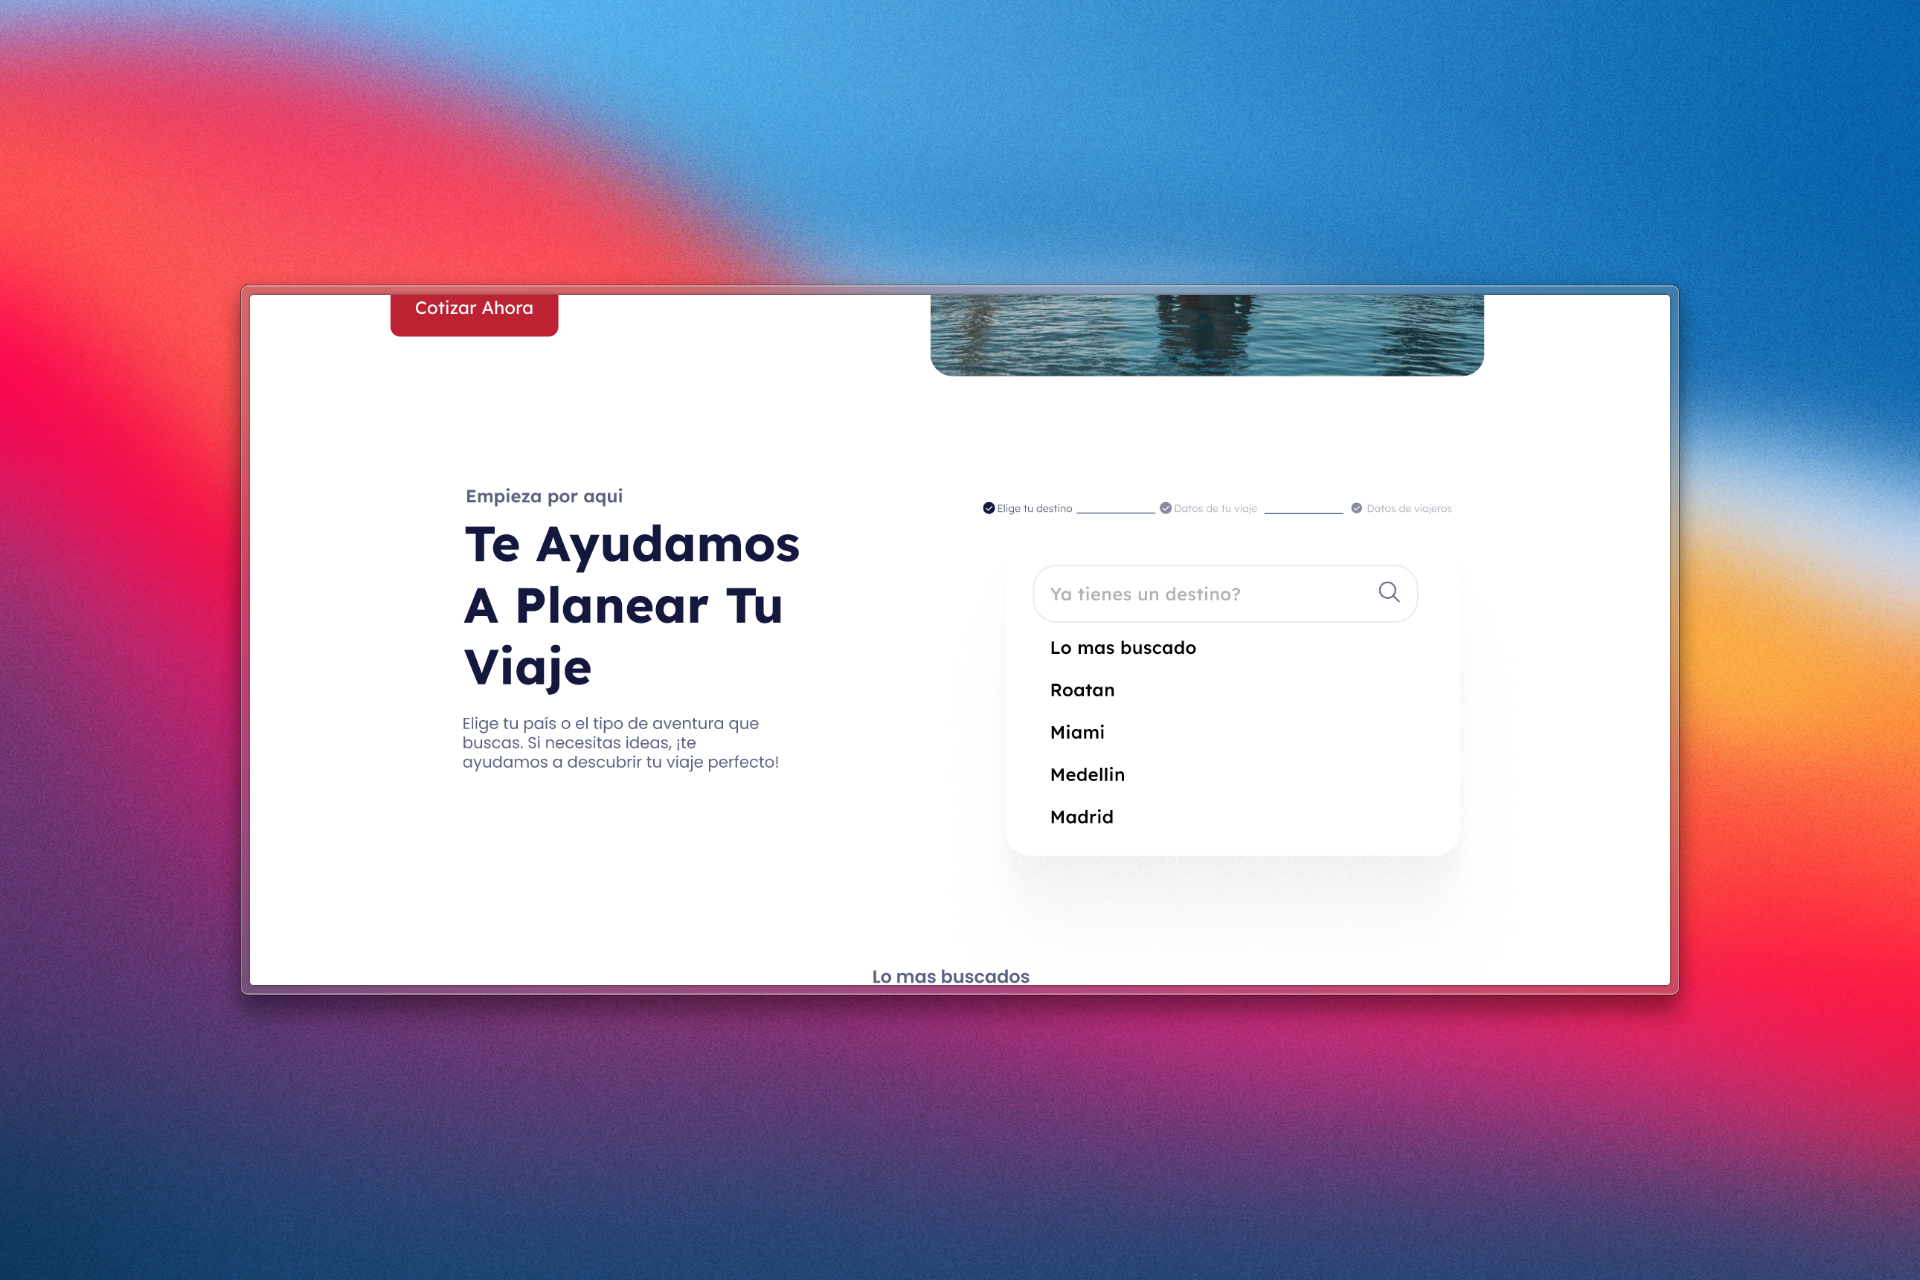 Cotizar Ahora
Empieza por aqui
Te Ayudamos
A Planear Tu
Viaje
Elige tu país o el tipo de aventura que
buscas. Si necesitas ideas, ¡te
ayudamos a descubrir tu viaje perfecto!
Elige tu destino
Datos de tu viaje
Datos de viajeros
Ya tienes un destino?
Lo mas buscado
Roatan
Miami
Medellin
Madrid
Lo mas buscados